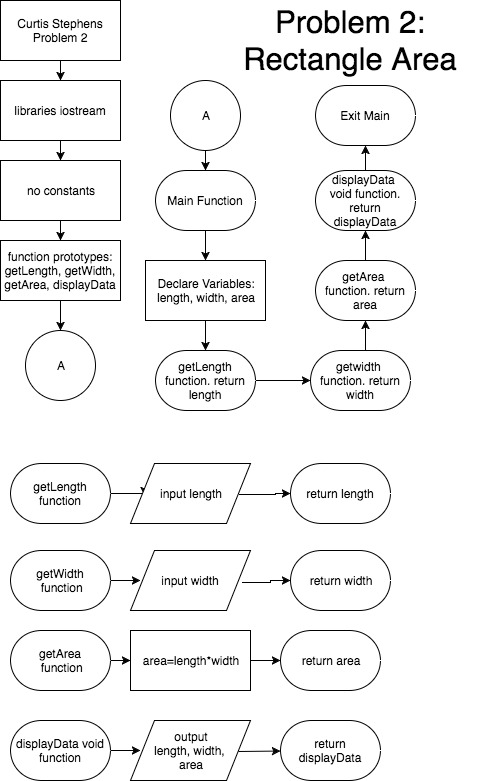 Problem 2:
Rectangle Area
Curtis Stephens
Problem 2
libraries iostream
no constants
function prototypes:
getLength, getWidth,
getArea, displayData
A
A
Main Function
Declare Variables:
length, width, area
getLength
function. return
length
getwidth
function. return
width
getArea
function. return
area
displayData
void function.
return
displayData
Exit Main
getLength
function
input length
return length
getWidth
function
input width
return width
getArea
function
area=length*width
return area
displayData void
function
output
length, width,
area
return
displayData